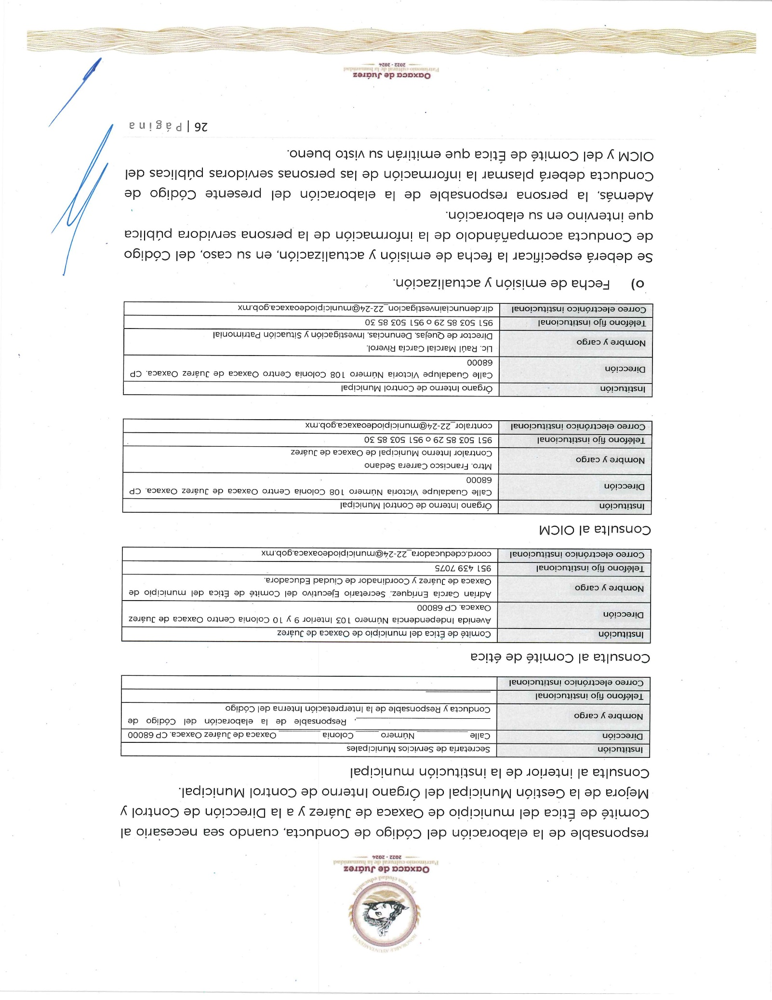 HONORABLE AYUNTAMIENTO
Por una ciudad educadora
Oaxaca de Juárez
Patrimonio cultural de la humanidad
2022 - 2024
responsable de la elaboración del Código de Conducta, cuando sea necesario al
Comité de Ética del municipio de Oaxaca de Juárez y a la Dirección de Control y
Mejora de la Gestión Municipal del Órgano Interno de Control Municipal.
Consulta al interior de la institución municipal
Institución Secretaría de Servicios Municipales
Dirección Calle __________ Número _____ Colonia ________ Oaxaca de Juárez Oaxaca. CP 68000
Nombre y cargo __________________________, Responsable de la elaboración del Código de
Conducta y Responsable de la Interpretación Interna del Código
Teléfono fijo institucional _____________
Correo electrónico institucional
Consulta al Comité de ética
Institución Comité de Ética del municipio de Oaxaca de Juárez
Dirección Avenida Independencia Número 103 Interior 9 y 10 Colonia Centro Oaxaca de Juárez
Oaxaca. CP 68000
Nombre y cargo Adrían García Enríquez. Secretario Ejecutivo del Comité de Ética del municipio de
Oaxaca de Juárez y Coordinador de Ciudad Educadora.
Teléfono fijo institucional 951 439 7075
Correo electrónico institucional coord.cdeducadora_22-24@municipiodeoaxaca.gob.mx
Consulta al OICM
Institución Órgano Interno de Control Municipal
Dirección Calle Guadalupe Victoria Número 108 Colonia Centro Oaxaca de Juárez Oaxaca. CP
68000
Nombre y cargo Mtro. Francisco Carrera Sedano
Contralor Interno Municipal de Oaxaca de Juárez
Teléfono fijo institucional 951 503 85 29 o 951 503 85 30
Correo electrónico institucional contralor_22-24@municipiodeoaxaca.gob.mx
Institución Órgano Interno de Control Municipal
Dirección Calle Guadalupe Victoria Número 108 Colonia Centro Oaxaca de Juárez Oaxaca. CP
68000
Nombre y cargo Lic. Raúl Marcial García Riverol.
Director de Quejas, Denuncias, Investigación y Situación Patrimonial
Teléfono fijo institucional 951 503 85 29 o 951 503 85 30
Correo electrónico institucional dir.denunciainvestigacion_22-24@municipiodeoaxaca.gob.mx
o) Fecha de emisión y actualización.
Se deberá especificar la fecha de emisión y actualización, en su caso, del Código
de Conducta acompañándolo de la información de la persona servidora pública
que intervino en su elaboración.
Además, la persona responsable de la elaboración del presente Código de
Conducta deberá plasmar la información de las personas servidoras públicas del
OICM y del Comité de Ética que emitirán su visto bueno.
26 | Página
Oaxaca de Juárez
Patrimonio cultural de la humanidad
2022 - 2024